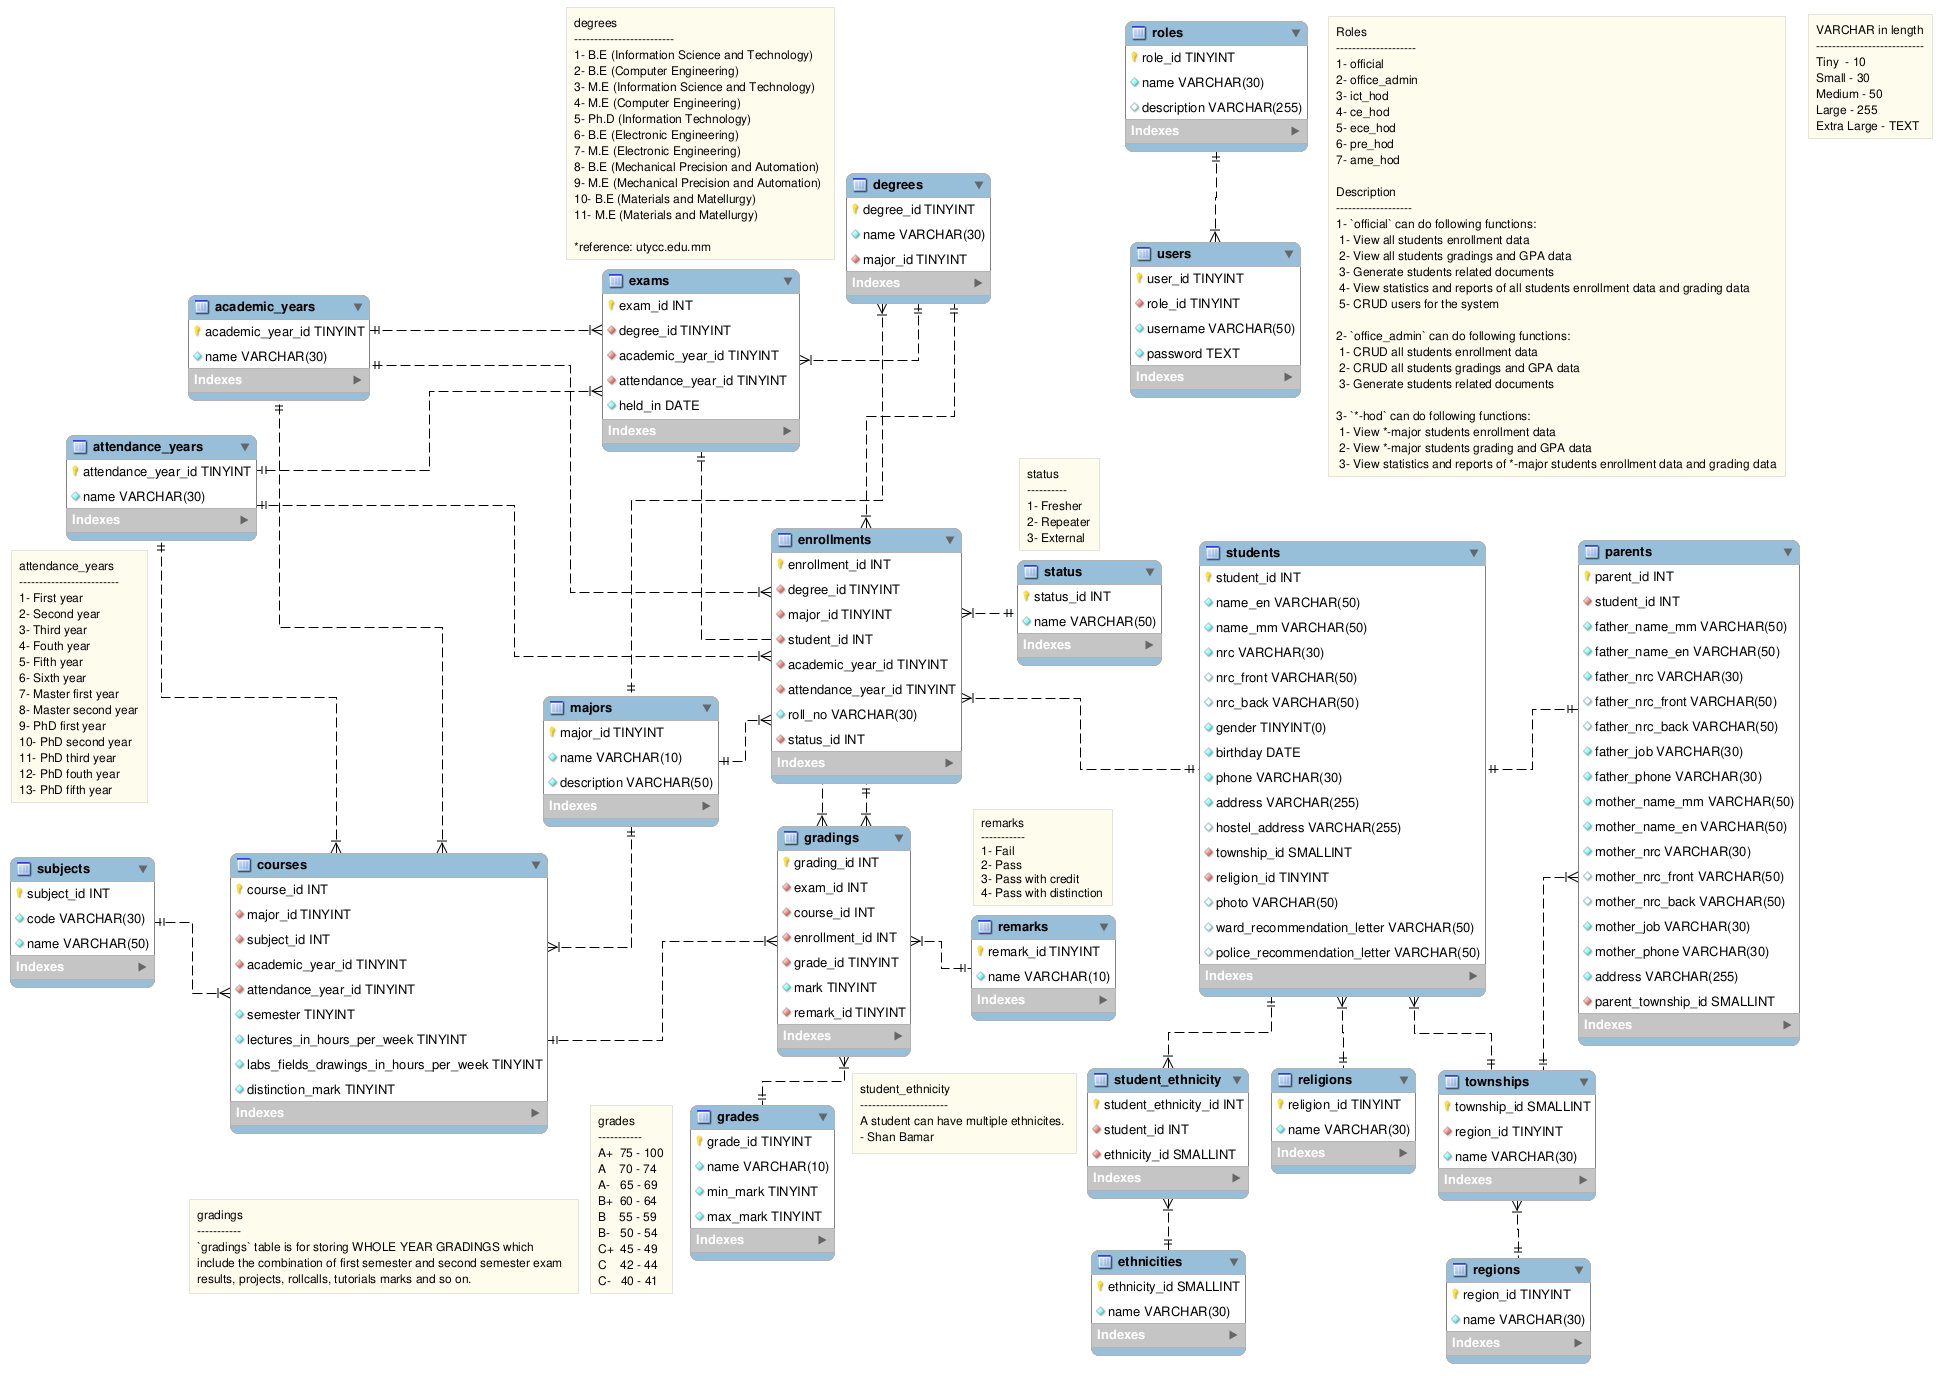 degrees
-------------------------
1- B.E (Information Science and Technology)
2- B.E (Computer Engineering)
3- M.E (Information Science and Technology)
4- M.E (Computer Engineering)
5- Ph.D (Information Technology)
6- B.E (Electronic Engineering)
7- M.E (Electronic Engineering)
8- B.E (Mechanical Precision and Automation)
9- M.E (Mechanical Precision and Automation)
10- B.E (Materials and Matellurgy)
11- M.E (Materials and Matellurgy)
*reference: utycc.edu.mm
roles
role_id TINYINT
name VARCHAR(30)
description VARCHAR(255)
Indexes
Roles
--------------------
1- official
2- office_admin
3- ict_hod
4- ce_hod
5- ece_hod
6- pre_hod
7- ame_hod
Description
-------------------
1- `official` can do following functions:
1- View all students enrollment data
2- View all students gradings and GPA data
3- Generate students related documents
4- View statistics and reports of all students enrollment data and grading data
5- CRUD users for the system
2- `office_admin` can do following functions:
1- CRUD all students enrollment data
2- CRUD all students gradings and GPA data
3- Generate students related documents
3- `*-hod` can do following functions:
1- View *-major students enrollment data
2- View *-major students grading and GPA data
3- View statistics and reports of *-major students enrollment data and grading data
VARCHAR in length
---------------------------
Tiny - 10
Small - 30
Medium - 50
Large - 255
Extra Large - TEXT
degrees
degree_id TINYINT
name VARCHAR(30)
major_id TINYINT
Indexes
users
user_id TINYINT
role_id TINYINT
username VARCHAR(50)
password TEXT
Indexes
exams
exam_id INT
degree_id TINYINT
academic_year_id TINYINT
attendance_year_id TINYINT
held_in DATE
Indexes
academic_years
academic_year_id TINYINT
name VARCHAR(30)
Indexes
attendance_years
attendance_year_id TINYINT
name VARCHAR(30)
Indexes
attendance_years
-------------------------
1- First year
2- Second year
3- Third year
4- Fouth year
5- Fifth year
6- Sixth year
7- Master first year
8- Master second year
9- PhD first year
10- PhD second year
11- PhD third year
12- PhD fouth year
13- PhD fifth year
enrollments
enrollment_id INT
degree_id TINYINT
major_id TINYINT
student_id INT
academic_year_id TINYINT
attendance_year_id TINYINT
roll_no VARCHAR(30)
status_id INT
Indexes
status
----------
1- Fresher
2- Repeater
3- External
status
status_id INT
name VARCHAR(50)
Indexes
students
student_id INT
name_en VARCHAR(50)
name_mm VARCHAR(50)
nrc VARCHAR(30)
nrc_front VARCHAR(50)
nrc_back VARCHAR(50)
gender TINYINT(0)
birthday DATE
phone VARCHAR(30)
address VARCHAR(255)
hostel_address VARCHAR(255)
township_id SMALLINT
religion_id TINYINT
photo VARCHAR(50)
ward_recommendation_letter VARCHAR(50)
police_recommendation_letter VARCHAR(50)
Indexes
parents
parent_id INT
student_id INT
father_name_mm VARCHAR(50)
father_name_en VARCHAR(50)
father_nrc VARCHAR(30)
father_nrc_front VARCHAR(50)
father_nrc_back VARCHAR(50)
father_job VARCHAR(30)
father_phone VARCHAR(30)
mother_name_mm VARCHAR(50)
mother_name_en VARCHAR(50)
mother_nrc VARCHAR(30)
mother_nrc_front VARCHAR(50)
mother_nrc_back VARCHAR(50)
mother_job VARCHAR(30)
mother_phone VARCHAR(30)
address VARCHAR(255)
parent_township_id SMALLINT
Indexes
majors
major_id TINYINT
name VARCHAR(10)
description VARCHAR(50)
Indexes
subjects
subject_id INT
code VARCHAR(30)
name VARCHAR(50)
Indexes
courses
course_id INT
major_id TINYINT
subject_id INT
academic_year_id TINYINT
attendance_year_id TINYINT
semester TINYINT
lectures_in_hours_per_week TINYINT
labs_fields_drawings_in_hours_per_week TINYINT
distinction_mark TINYINT
Indexes
gradings
grading_id INT
exam_id INT
course_id INT
enrollment_id INT
grade_id TINYINT
mark TINYINT
remark_id TINYINT
Indexes
remarks
-----------
1- Fail
2- Pass
3- Pass with credit
4- Pass with distinction
remarks
remark_id TINYINT
name VARCHAR(10)
Indexes
student_ethnicity
----------------------
A student can have multiple ethnicites.
- Shan Bamar
grades
grade_id TINYINT
name VARCHAR(10)
min_mark TINYINT
max_mark TINYINT
Indexes
grades
-----------
A+ 75 - 100
A 70 - 74
A- 65 - 69
B+ 60 - 64
B 55 - 59
B- 50 - 54
C+ 45 - 49
C 42 - 44
C- 40 - 41
gradings
-----------
`gradings` table is for storing WHOLE YEAR GRADINGS which
include the combination of first semester and second semester exam
results, projects, rollcalls, tutorials marks and so on.
student_ethnicity
student_ethnicity_id INT
student_id INT
ethnicity_id SMALLINT
Indexes
religions
religion_id TINYINT
name VARCHAR(30)
Indexes
townships
township_id SMALLINT
region_id TINYINT
name VARCHAR(30)
Indexes
ethnicities
ethnicity_id SMALLINT
name VARCHAR(30)
Indexes
regions
region_id TINYINT
name VARCHAR(30)
Indexes